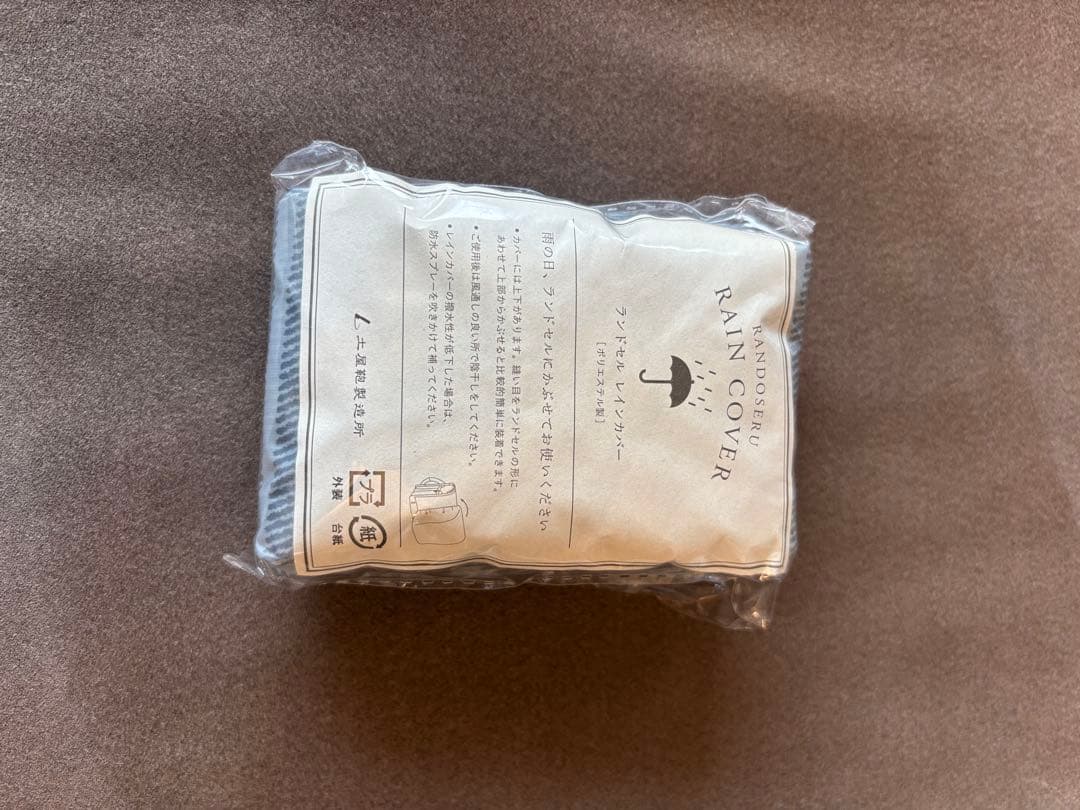 RANDOSERU
RAIN COVER
ランドセル レインカバー
[ポリエステル製]
雨の日、ランドセルにかぶせてお使いください
•カバーには上下があります。縫い目をランドセルの形に
あわせて上部からかぶせると比較的簡単に装着できます。
•ご使用後は風通しの良い所で陰干しをしてください。
•レインカバーの撥水性が低下した場合は、
防水スプレーを吹きかけて補ってください。
土屋鞄製造所
プラ
外装
紙
台紙